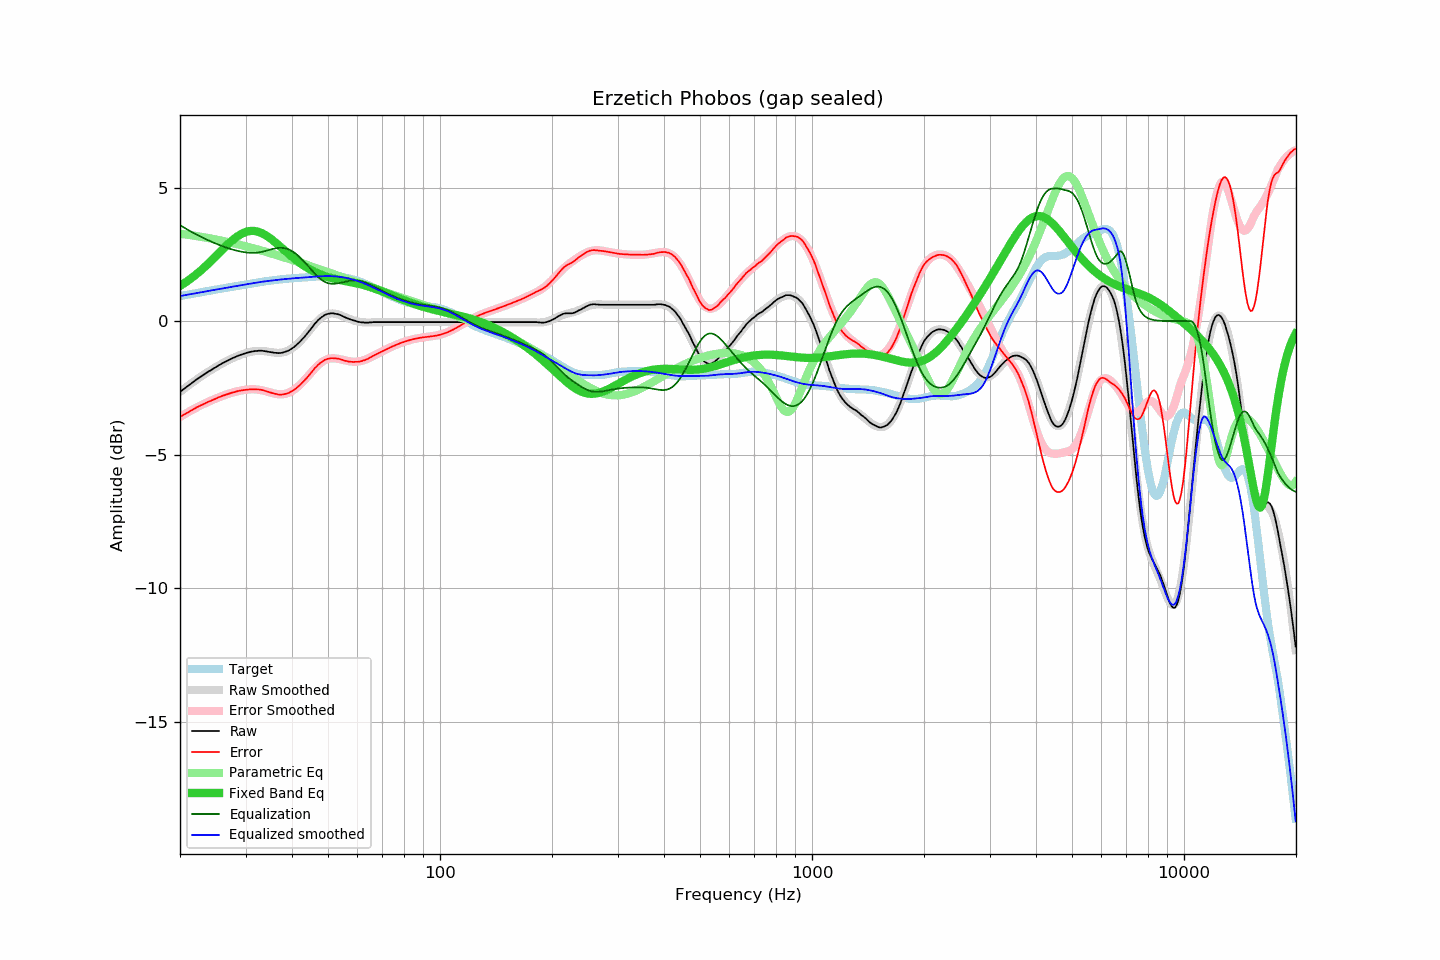 Erzetich Phobos (gap sealed)
5
0
−5
−10
−15
Amplitude (dBr)
Target
Raw Smoothed
Error Smoothed
Raw
Error
Parametric Eq
Fixed Band Eq
Equalization
Equalized smoothed
100
1000
10000
Frequency (Hz)